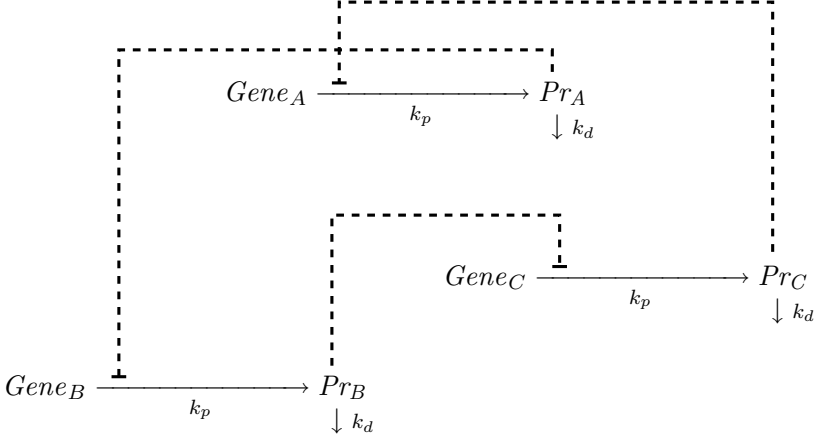 Gene_A Pr_A
k_p
k_d
Gene_C Pr_C
k_p
k_d
Gene_B Pr_B
k_p
k_d